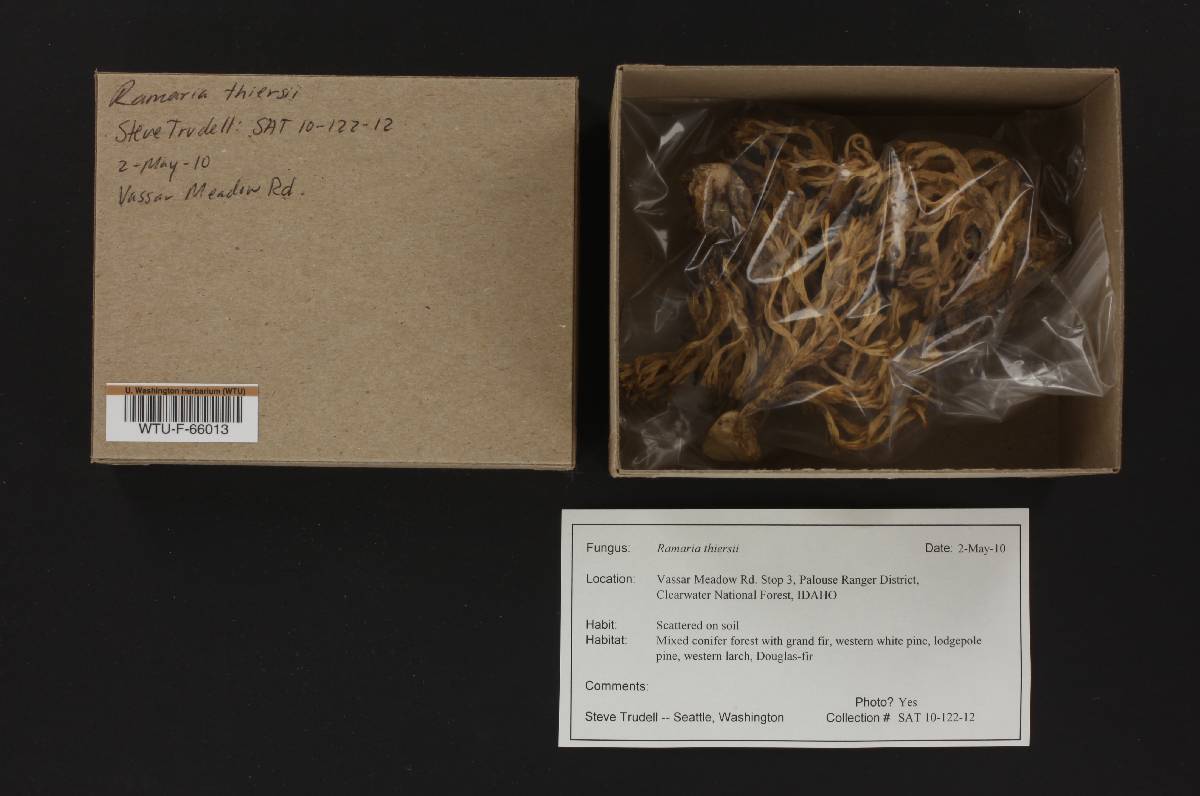 Ramaria thiersii
Steve Trudell: SAT 10-122-12
2-May-10
Vassar Meadow Rd.
U. Washington Herbarium (WTU)
WTU-F-66013
Fungus: Ramaria thiersii Date: 2-May-10
Location: Vassar Meadow Rd. Stop 3, Palouse Ranger District,
Clearwater National Forest, IDAHO
Habit: Scattered on soil
Habitat: Mixed conifer forest with grand fir, western white pine, lodgepole
pine, western larch, Douglas-fir
Comments:
Photo? Yes
Steve Trudell -- Seattle, Washington Collection # SAT 10-122-12